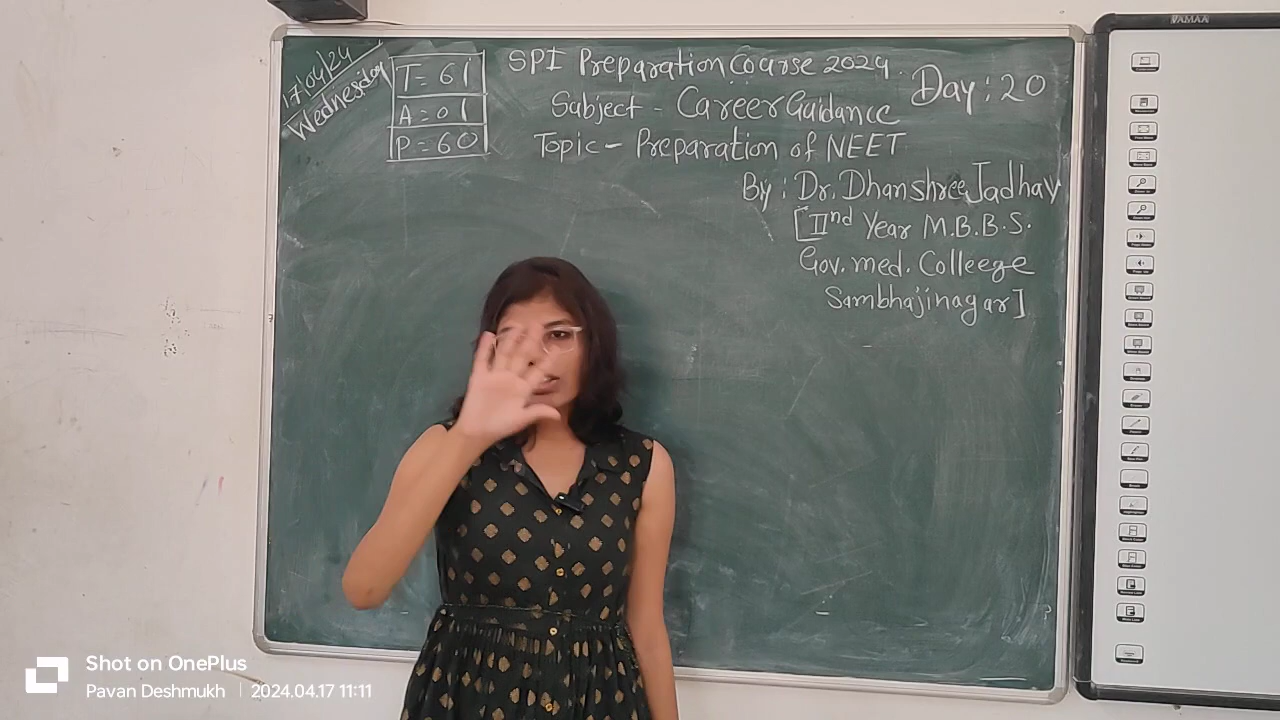 17/04/24
Wednesday
T = 61
A = 01
P = 60
SPI Preparation Course 2024.
Day : 20
Subject - Career Guidance
Topic - Preparation of NEET.
By : Dr. Dhanshree Jadhav
[IInd Year M.B.B.S.
Gov. med. Colleege
Sambhajinagar]
YAMAN
Shot on OnePlus
Pavan Deshmukh | 2024.04.17 11:11